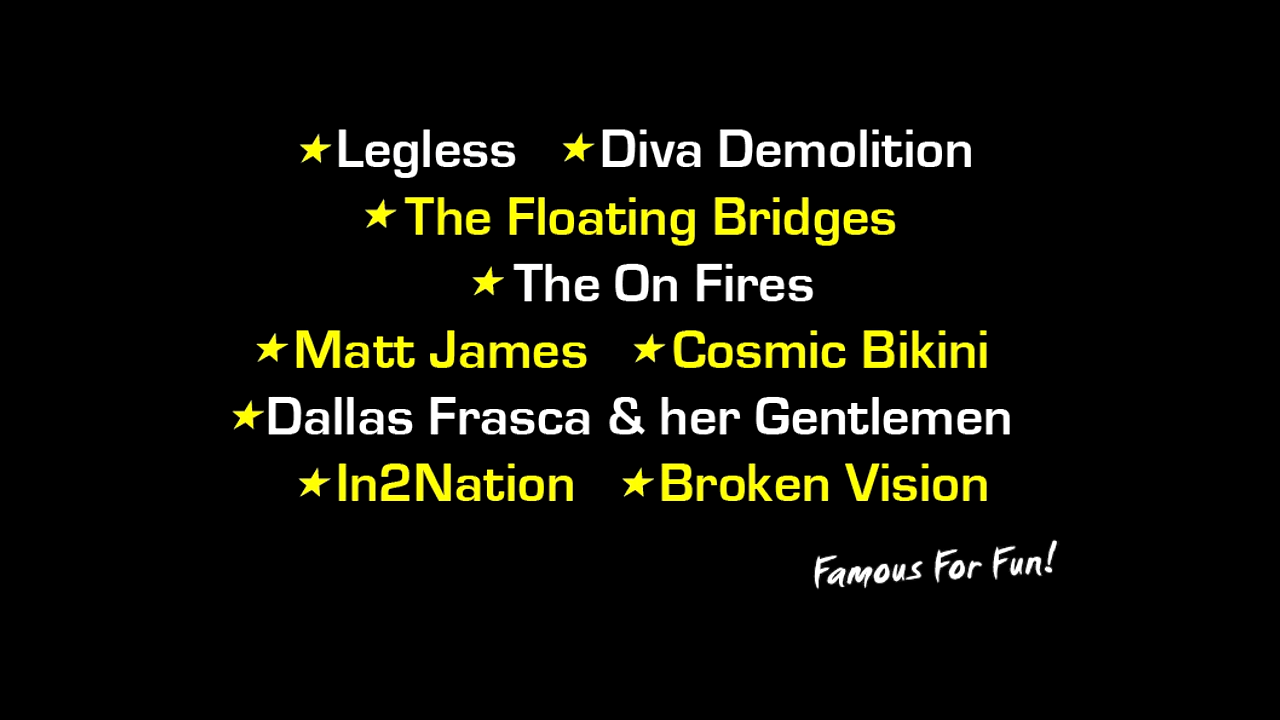 ★Legless ★Diva Demolition
★The Floating Bridges
★The On Fires
★Matt James ★Cosmic Bikini
★Dallas Frasca & her Gentlemen
★In2Nation ★Broken Vision
Famous For Fun!